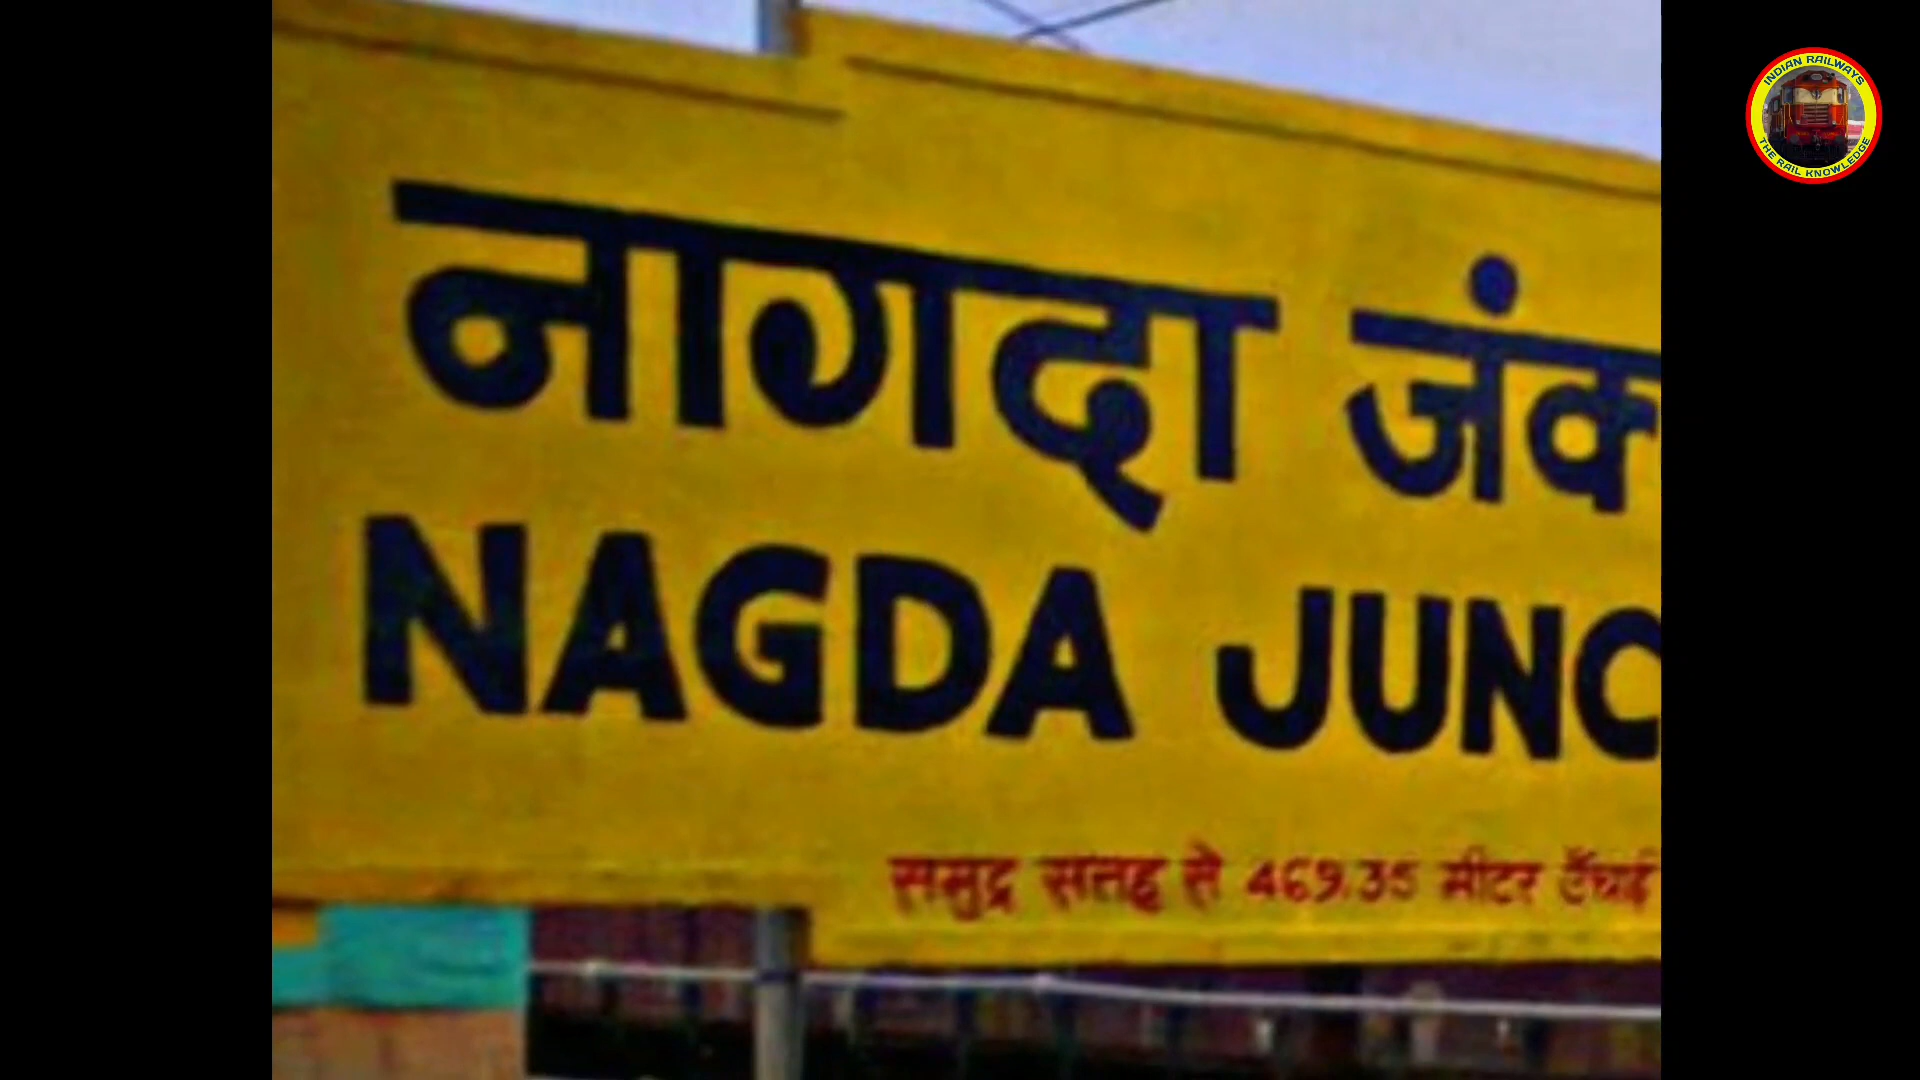 नागदा जंक
NAGDA JUNC
समुद्र सतह से 469.35 मीटर ऊँचाई
INDIAN RAILWAYS
THE RAIL KNOWLEDGE